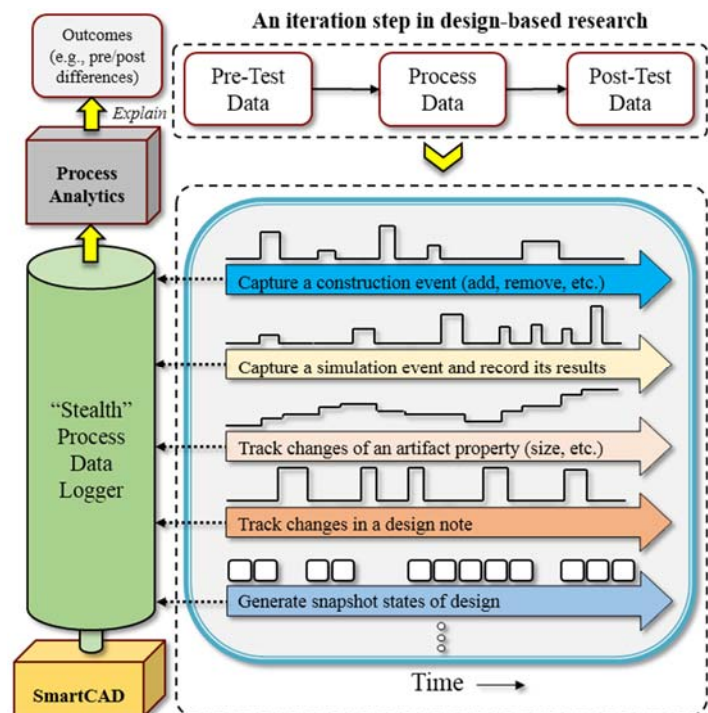 An iteration step in design-based research
Outcomes
(e.g., pre/post
differences)
Explain
Pre-Test
Data
Process
Data
Post-Test
Data
Process
Analytics
Capture a construction event (add, remove, etc.)
Capture a simulation event and record its results
“Stealth”
Process
Data
Logger
Track changes of an artifact property (size, etc.)
Track changes in a design note
Generate snapshot states of design
SmartCAD
Time